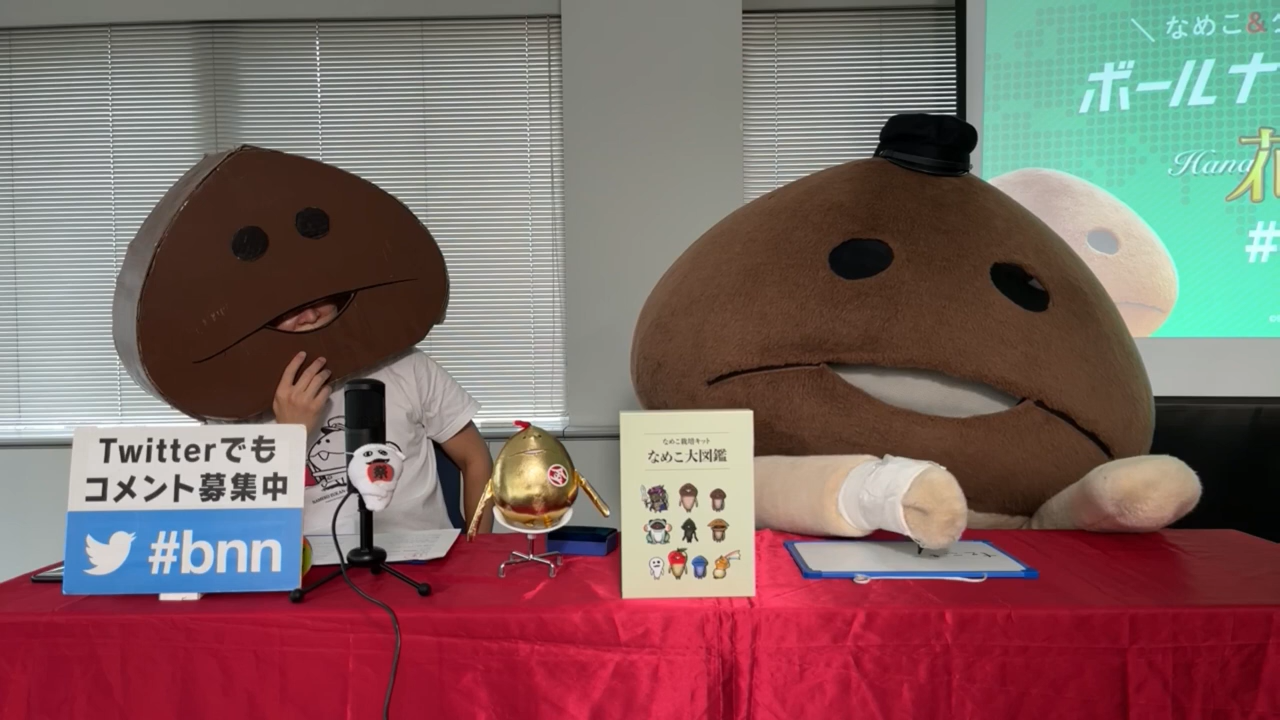 ＼ なめこ&
ボールナ
Hana
#
Twitterでも
コメント募集中
#bnn
祭
なめこ栽培キット
なめこ大図鑑